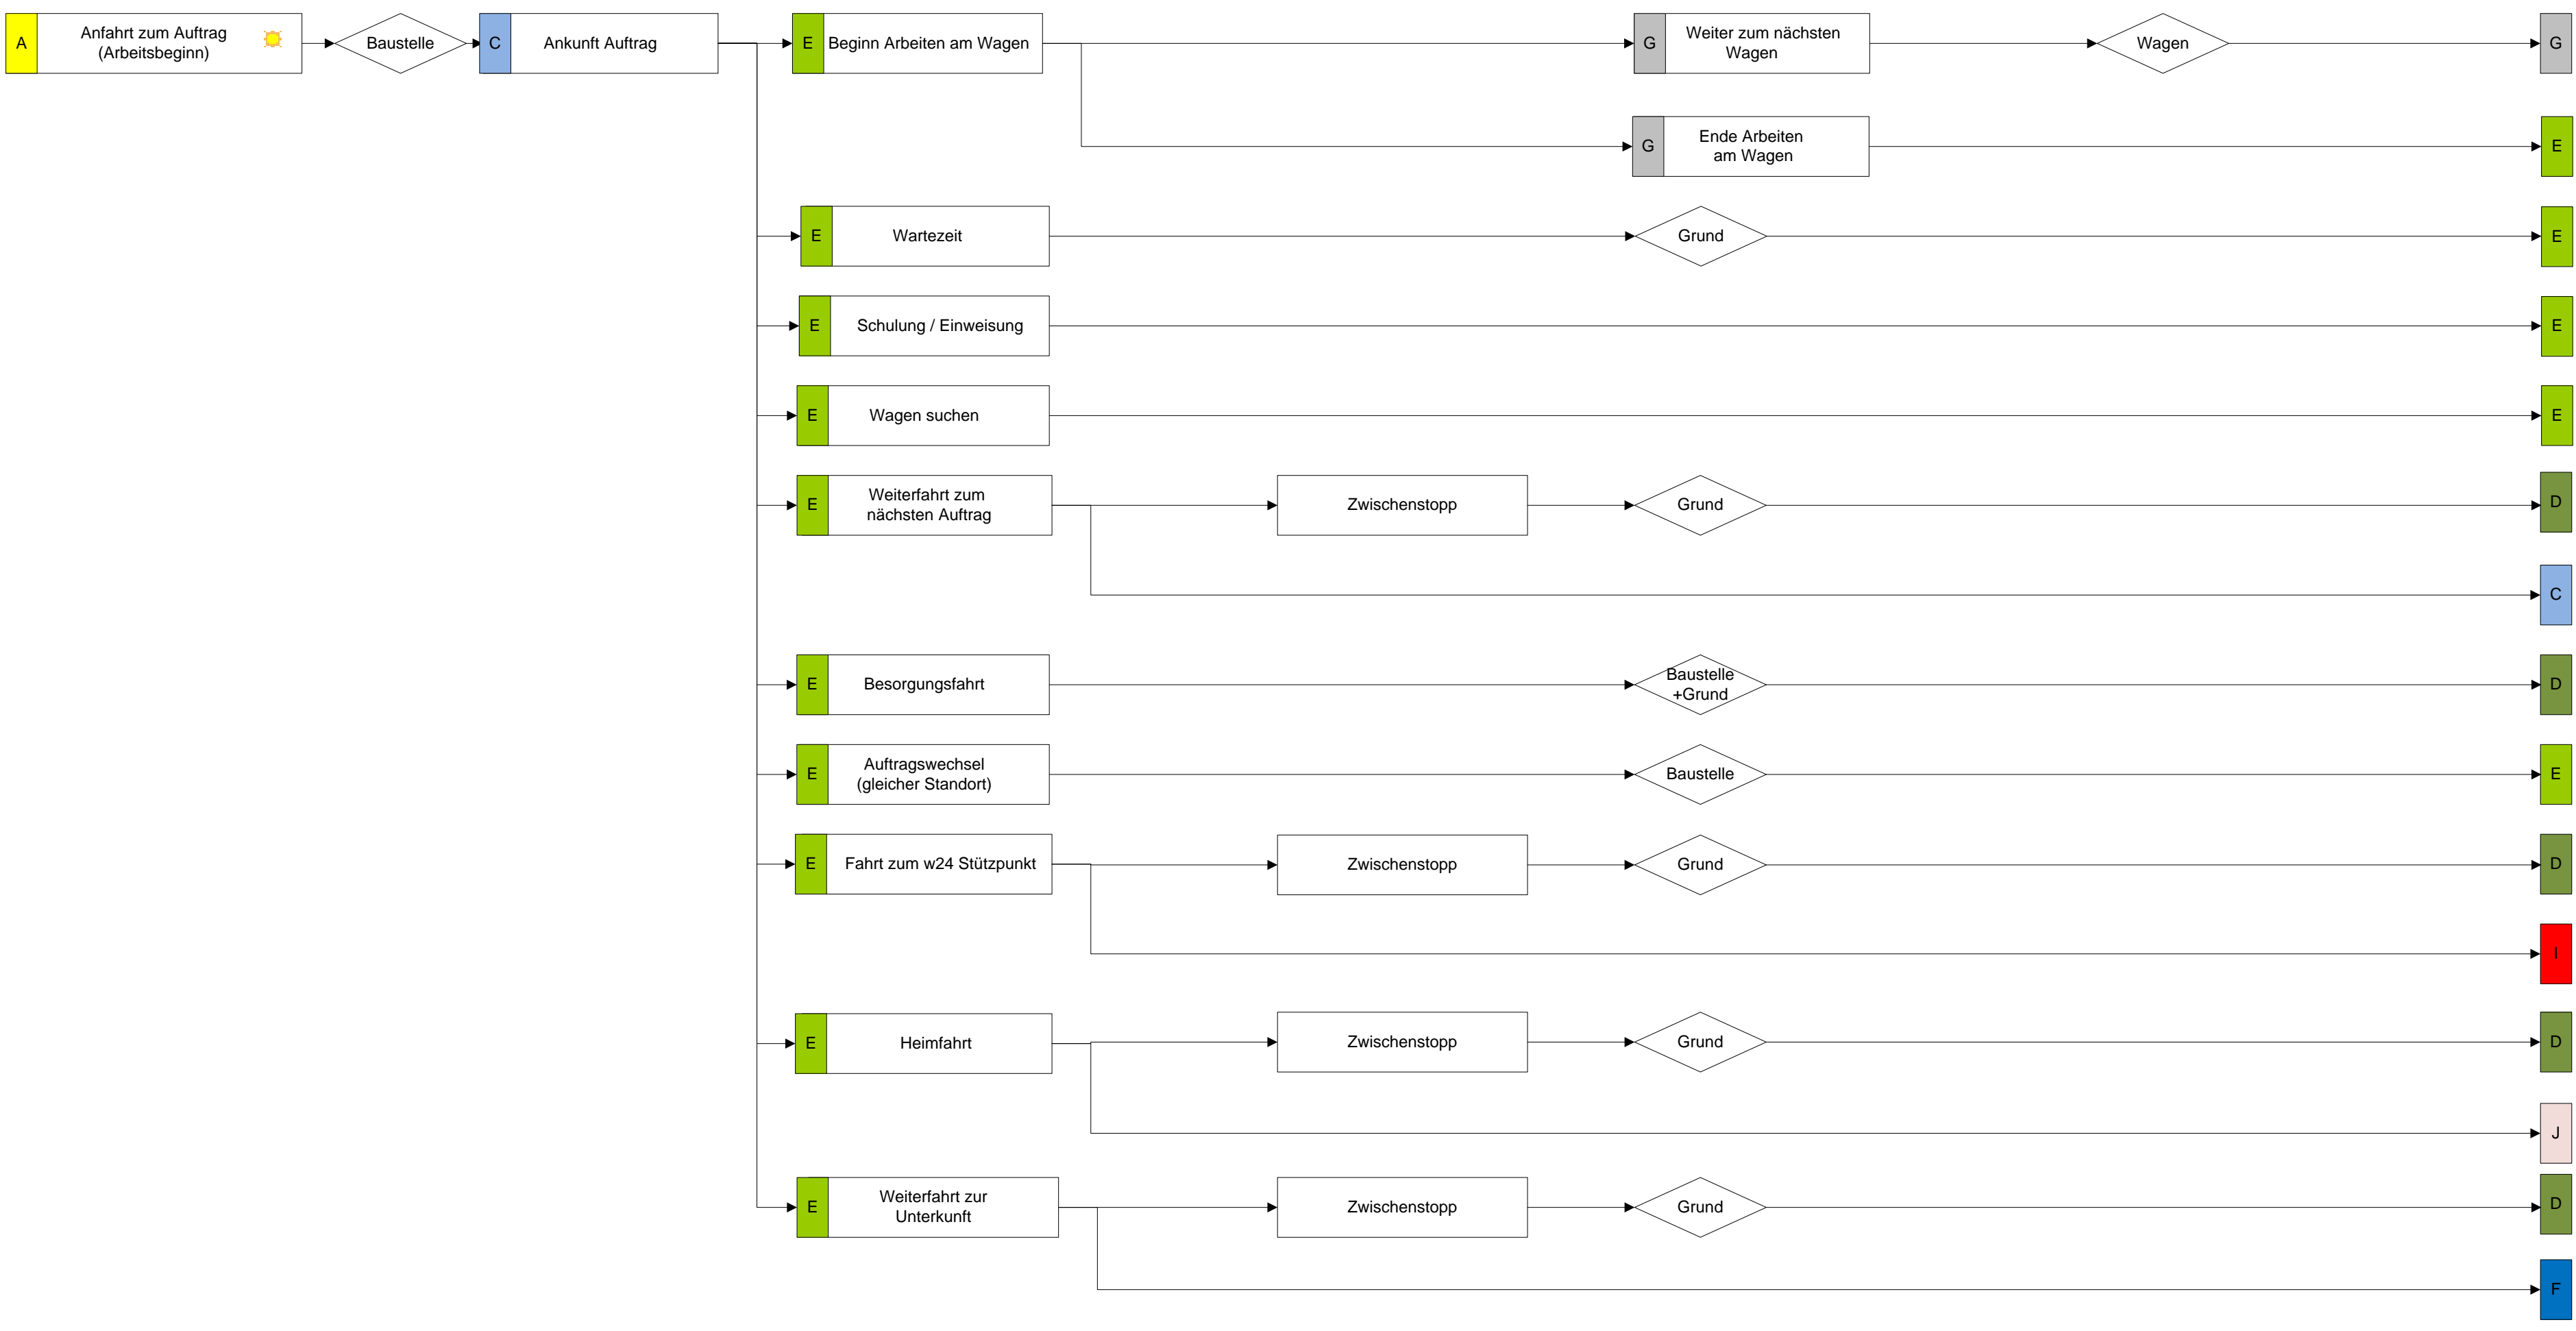 A
Anfahrt zum Auftrag
(Arbeitsbeginn)
Baustelle
C
Ankunft Auftrag
E
Beginn Arbeiten am Wagen
G
Weiter zum nächsten
Wagen
Wagen
G
G
Ende Arbeiten
am Wagen
E
E
Wartezeit
Grund
E
E
Schulung / Einweisung
E
E
Wagen suchen
E
E
Weiterfahrt zum
nächsten Auftrag
Zwischenstopp
Grund
D
C
E
Besorgungsfahrt
Baustelle
+Grund
D
E
Auftragswechsel
(gleicher Standort)
Baustelle
E
E
Fahrt zum w24 Stützpunkt
Zwischenstopp
Grund
D
I
E
Heimfahrt
Zwischenstopp
Grund
D
J
E
Weiterfahrt zur
Unterkunft
Zwischenstopp
Grund
D
F